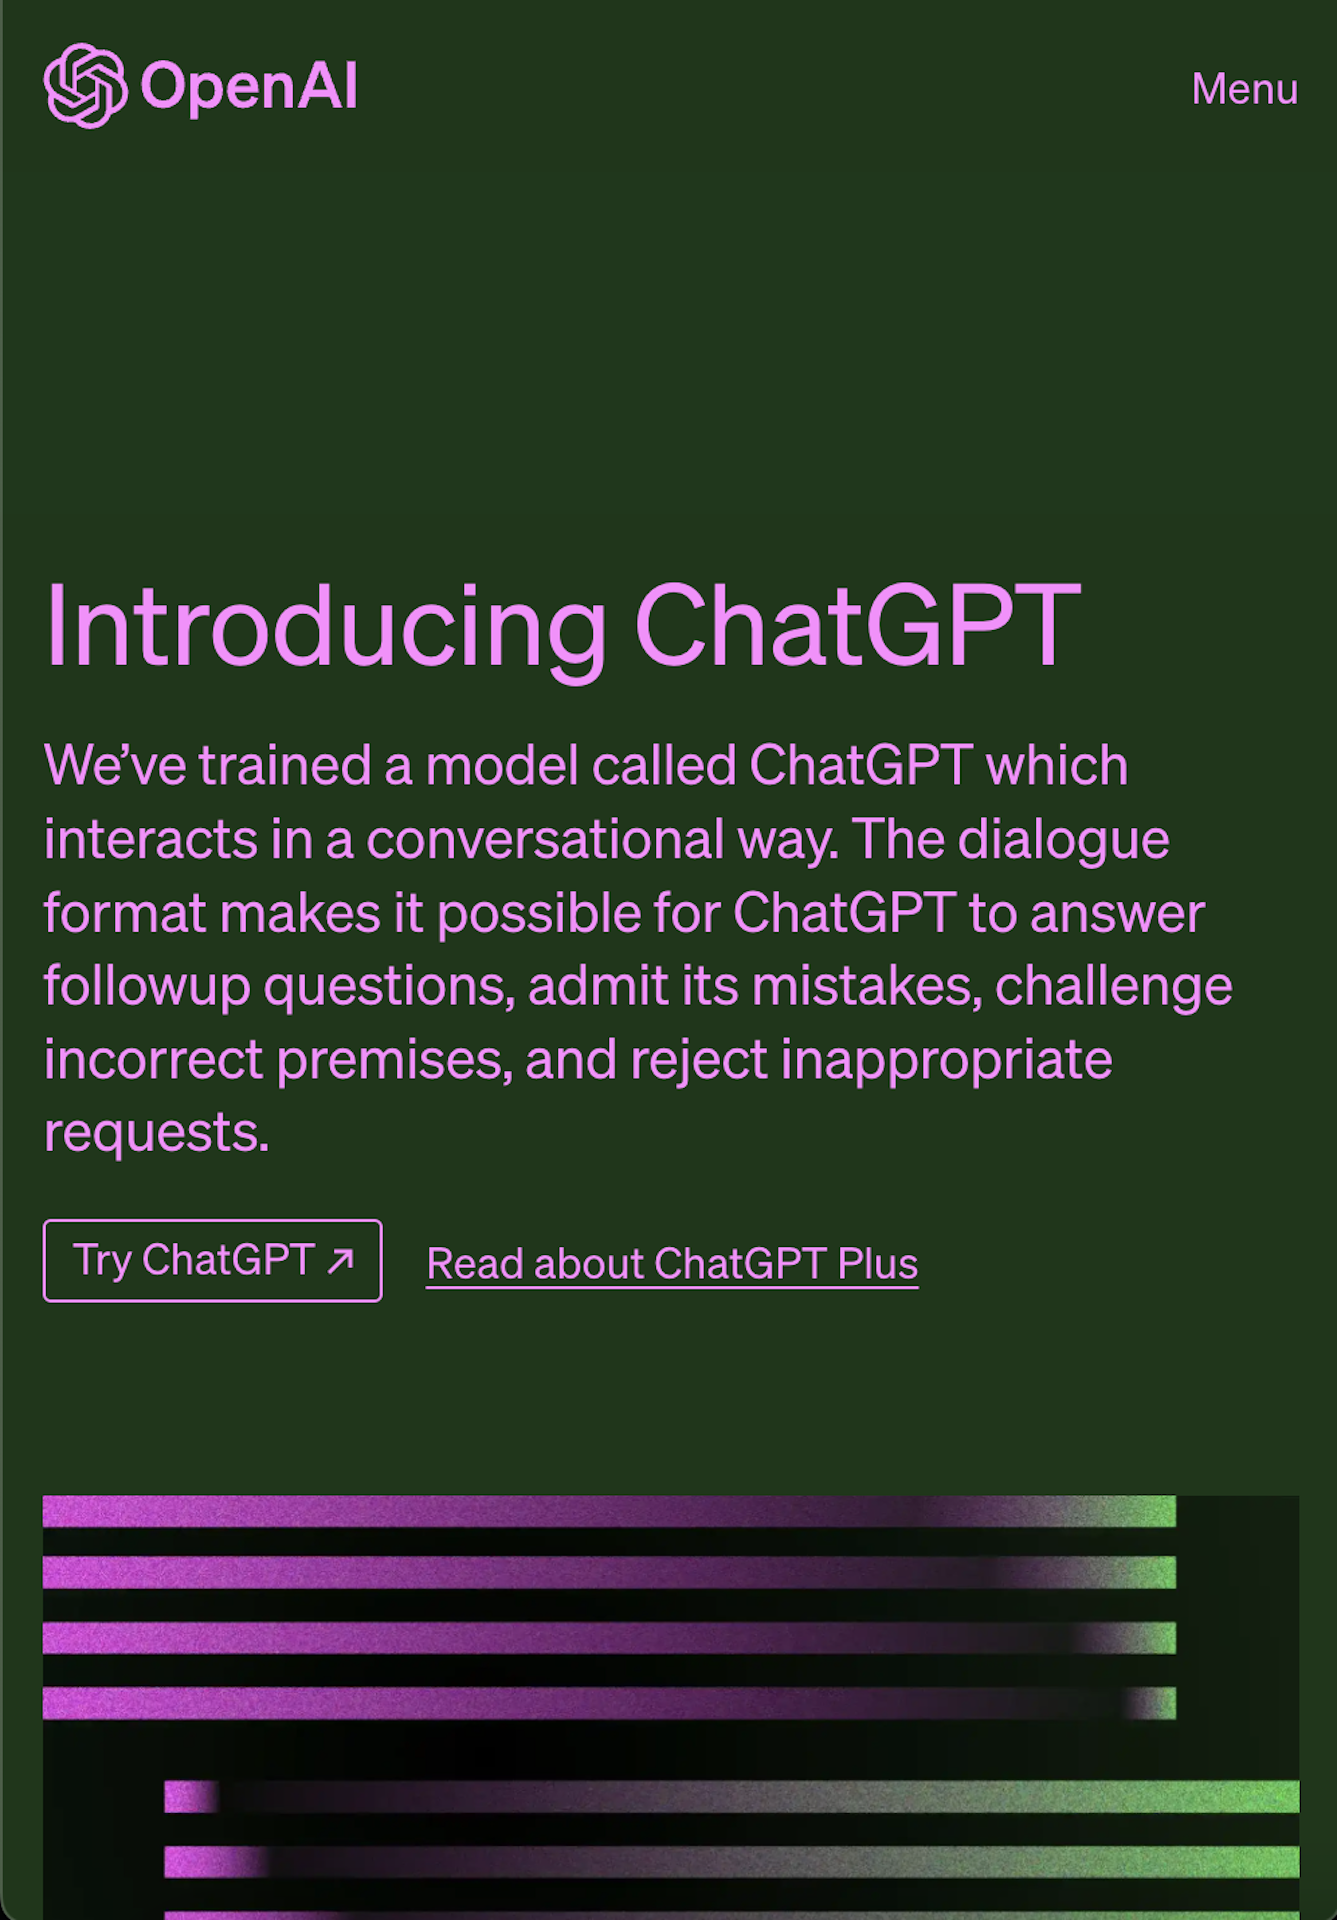 OpenAI
Menu
Introducing ChatGPT
We’ve trained a model called ChatGPT which
interacts in a conversational way. The dialogue
format makes it possible for ChatGPT to answer
followup questions, admit its mistakes, challenge
incorrect premises, and reject inappropriate
requests.
Try ChatGPT ↗
Read about ChatGPT Plus